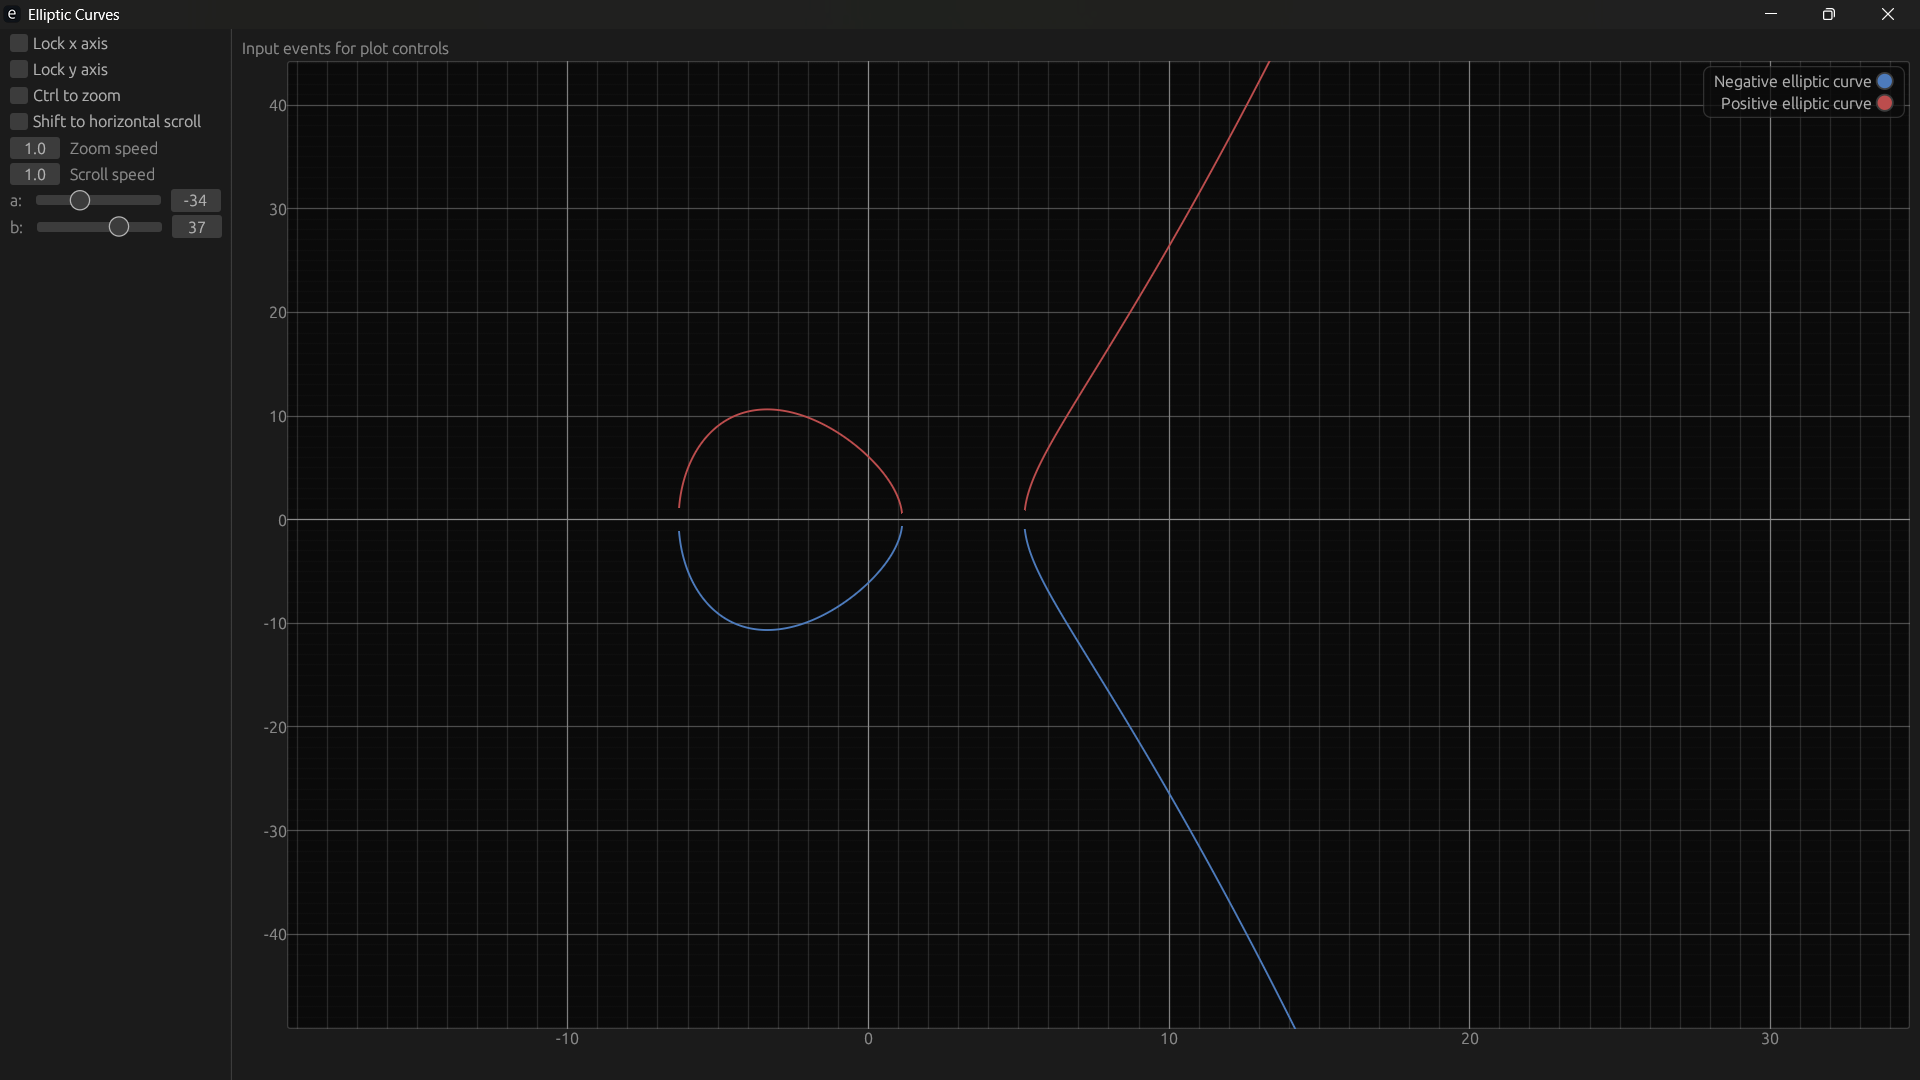 e Elliptic Curves
Lock x axis
Lock y axis
Ctrl to zoom
Shift to horizontal scroll
1.0 Zoom speed
1.0 Scroll speed
a: -34
b: 37
Input events for plot controls
Negative elliptic curve
Positive elliptic curve
40
30
20
10
0
-10
-20
-30
-40
-10 0 10 20 30